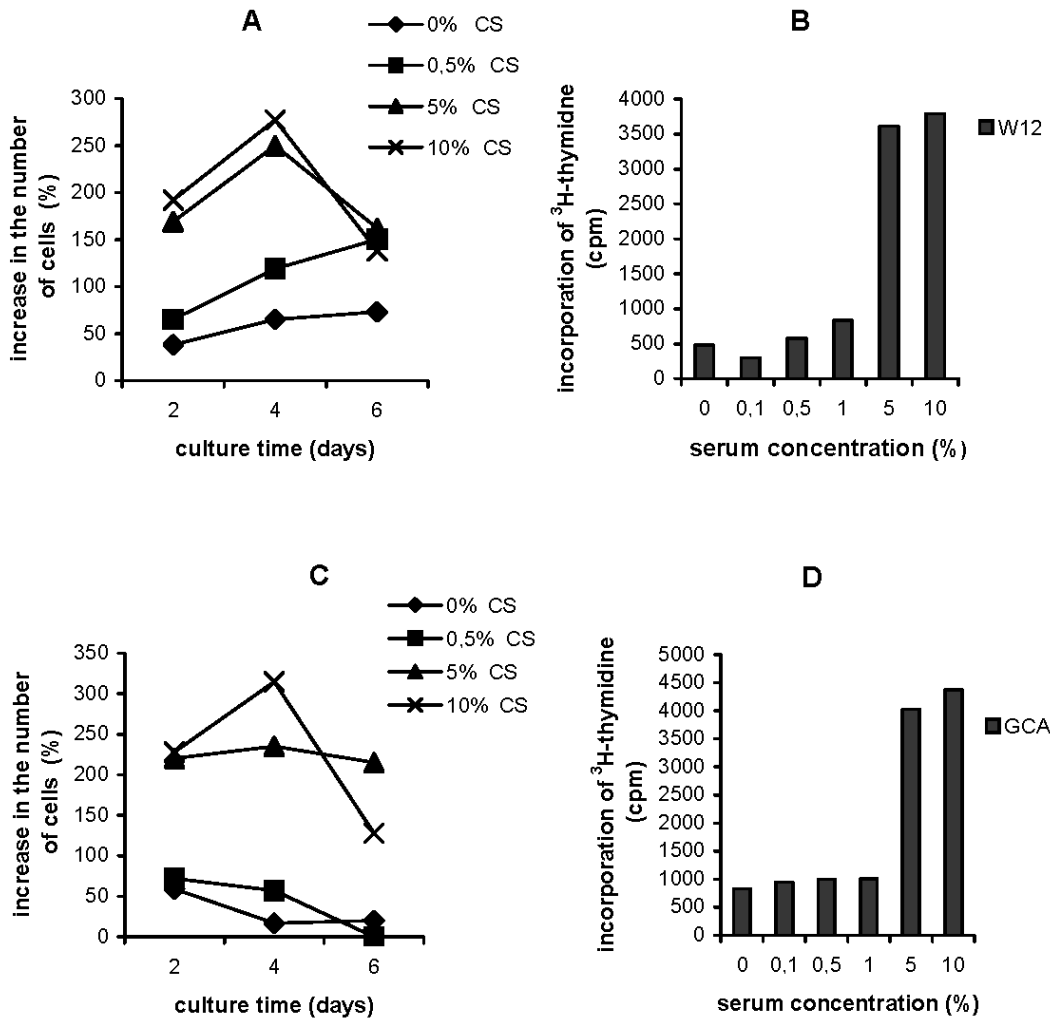 A
0% CS
0,5% CS
5% CS
10% CS
increase in the number
of cells (%)
300
250
200
150
100
50
0
2 4 6
culture time (days)
B
W12
incorporation of ³H-thymidne
(cpm)
4000
3500
3000
2500
2000
1500
1000
500
0
0 0,1 0,5 1 5 10
serum concentration (%)
C
0% CS
0,5% CS
5% CS
10% CS
increase in the number
of cells (%)
350
300
250
200
150
100
50
0
2 4 6
culture time (days)
D
GCA
incorporation of ³H-thymidine
(cpm)
5000
4500
4000
3500
3000
2500
2000
1500
1000
500
0
0 0,1 0,5 1 5 10
serum concentration (%)